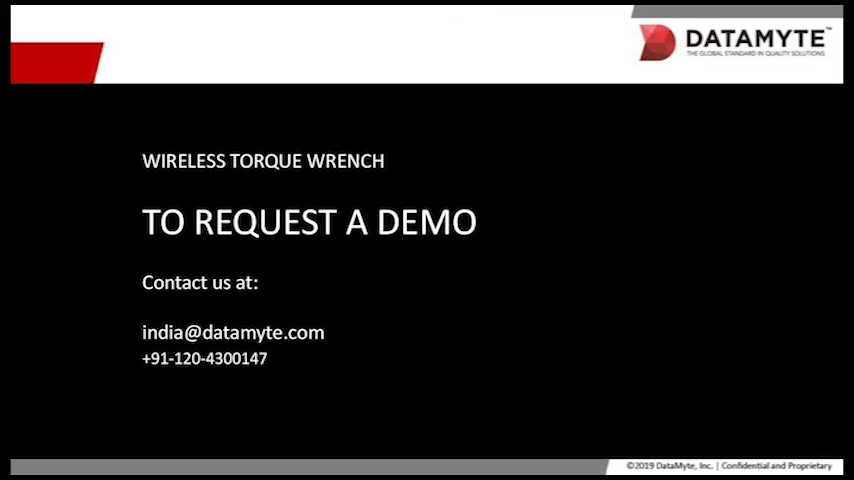 DATAMYTE™
THE GLOBAL STANDARD IN QUALITY SOLUTIONS
WIRELESS TORQUE WRENCH
TO REQUEST A DEMO
Contact us at:
india@datamyte.com
+91-120-4300147
©2019 DataMyte, Inc. | Confidential and Proprietary